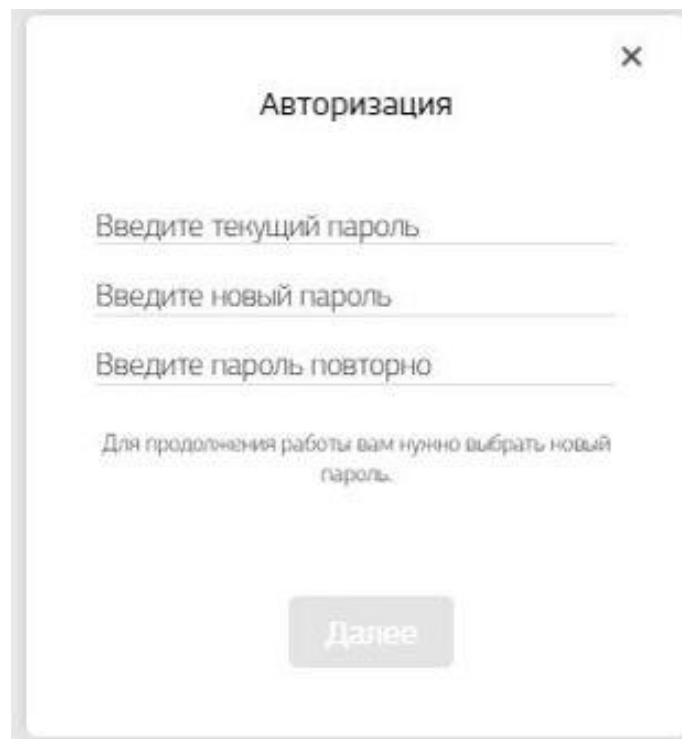 Авторизация
Введите текущий пароль
Введите новый пароль
Введите пароль повторно
Для продолжения работы вам нужно выбрать новый
пароль.
Далее